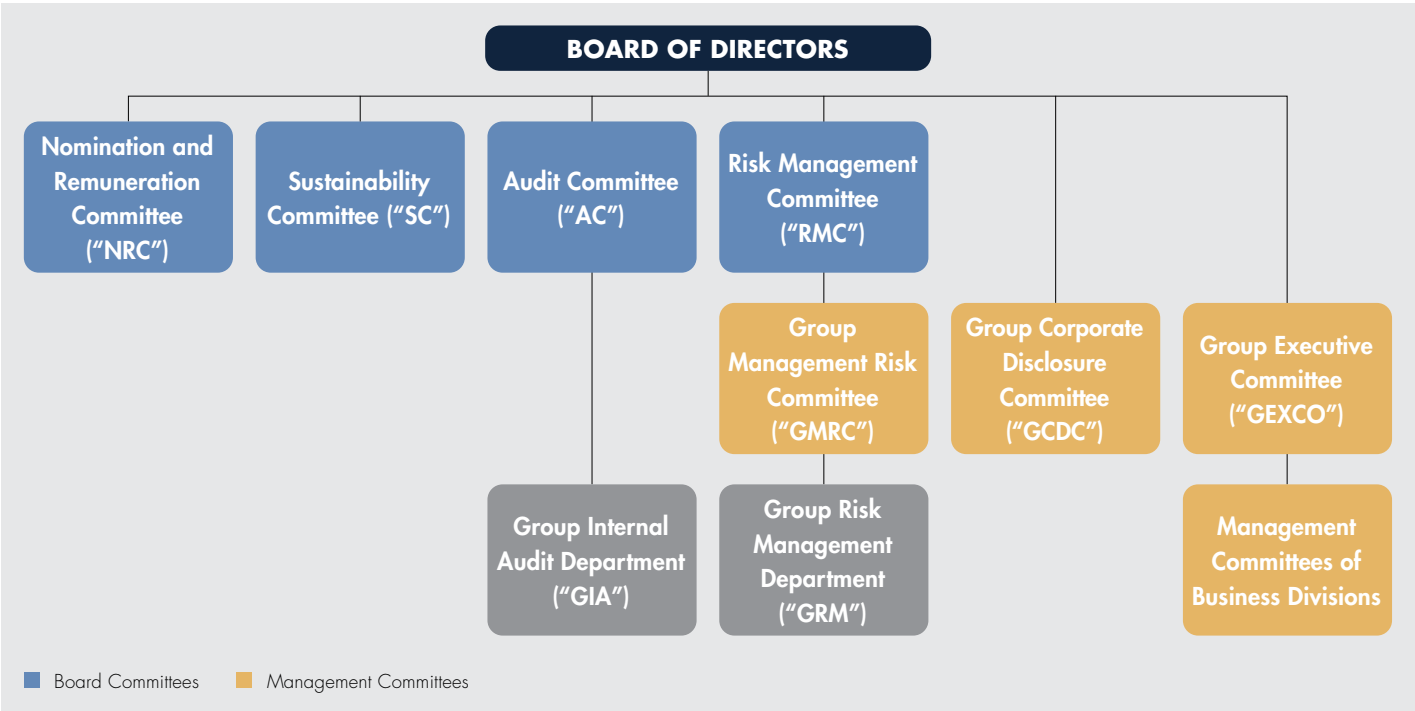 BOARD OF DIRECTORS
Nomination and
Remuneration
Committee
(“NRC”)
Sustainability
Committee (“SC”)
Audit Committee
(“AC”)
Risk Management
Committee
(“RMC”)
Group
Management Risk
Committee
(“GMRC”)
Group Corporate
Disclosure
Committee
(“GCDC”)
Group Executive
Committee
(“GEXCO”)
Group Internal
Audit Department
(“GIA”)
Group Risk
Management
Department
(“GRM”)
Management
Committees of
Business Divisions
Board Committees
Management Committees